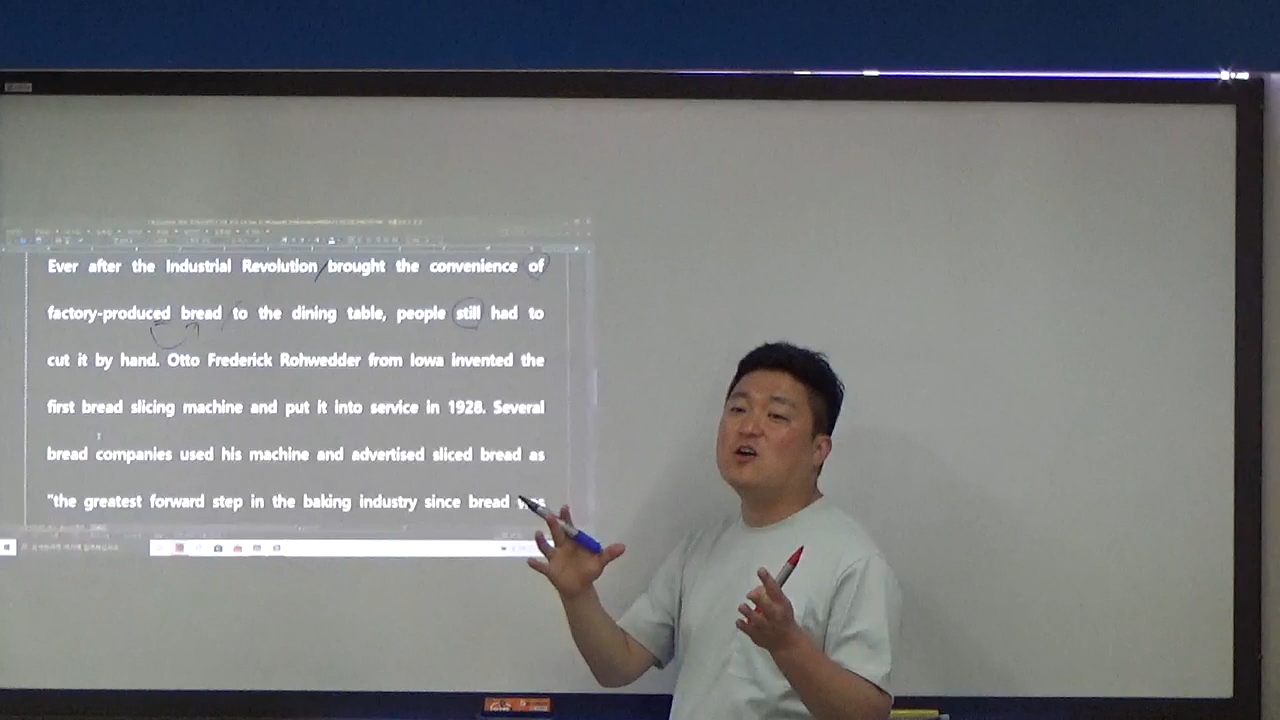 Ever after the Industrial Revolution brought the convenience of
factory-produced bread to the dining table, people still had to
cut it by hand. Otto Frederick Rohwedder from Iowa invented the
first bread slicing machine and put it into service in 1928. Several
bread companies used his machine and advertised sliced bread as
"the greatest forward step in the baking industry since bread was